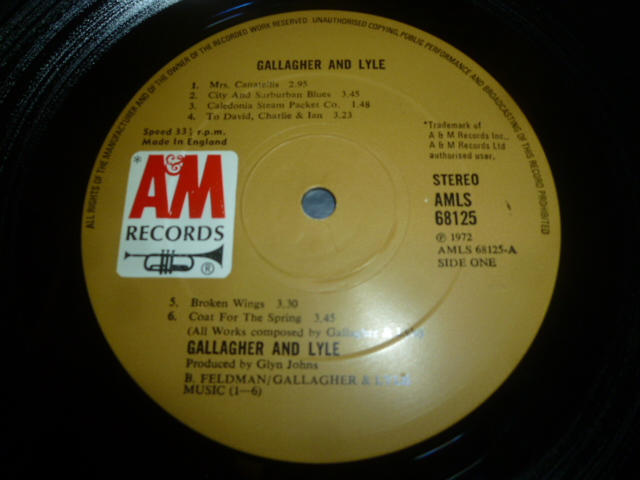 ALL RIGHTS OF THE MANUFACTURER AND OF THE OWNER OF THE RECORDED WORK RESERVED UNAUTHORISED COPYING, PUBLIC PERFORMANCE AND BROADCASTING OF THIS RECORD PROHIBITED
GALLAGHER AND LYLE
1. Mrs. Canatellis 2.95
2. City And Surburban Blues 3.45
3. Caledonia Steam Packet Co. 1.48
4. To David, Charlie & Ian 3.23
Speed 33⅓ r.p.m.
Made In England
*Trademark of
A & M Records Inc.,
A & M Records Ltd
authorised user.
* A&M
RECORDS
®
STEREO
AMLS
68125
℗ 1972
AMLS 68125-A
SIDE ONE
5. Broken Wings 3.30
6. Coat For The Spring 3.45
(All Works composed by Gallagher & Lyle)
GALLAGHER AND LYLE
Produced by Glyn Johns
B. FELDMAN/GALLAGHER & LYLE
MUSIC (1—6)